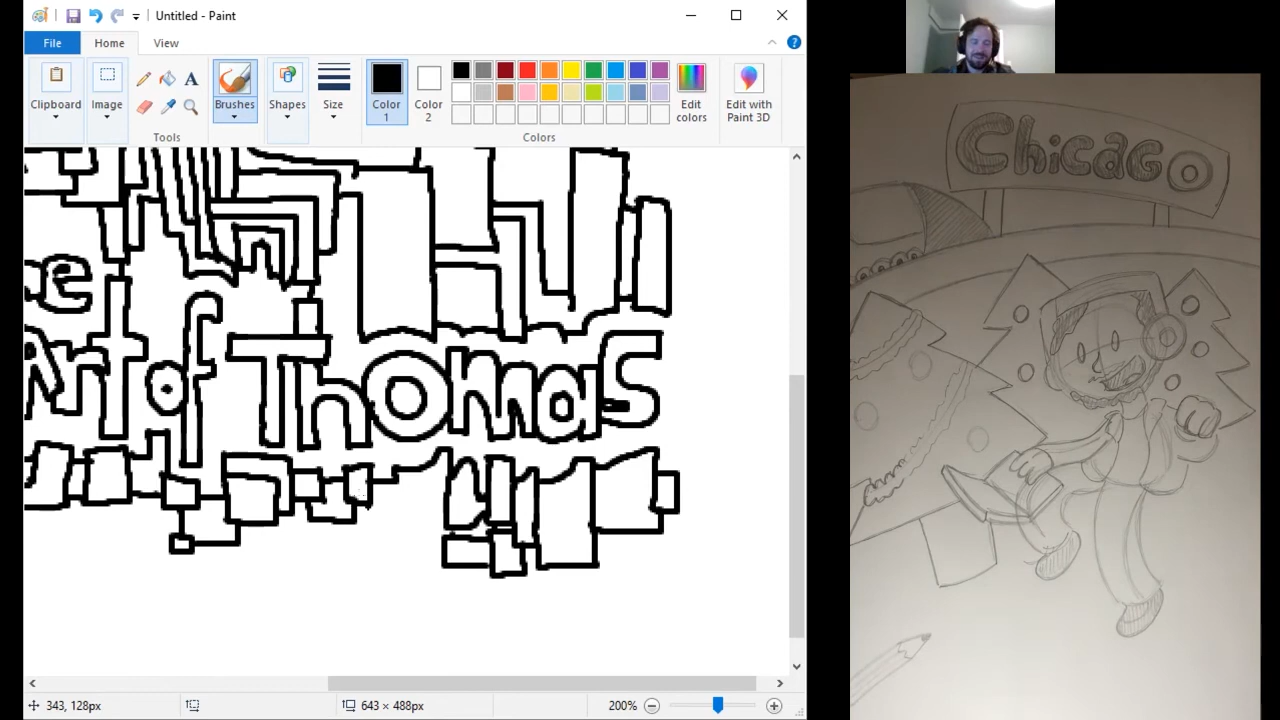 Untitled - Paint
File Home View
Clipboard
Image
Tools
Brushes
Shapes
Size
Color 1
Color 2
Edit colors
Edit with Paint 3D
Colors
Art of Thomas
Chicago
343, 128px
643 × 488px
200%